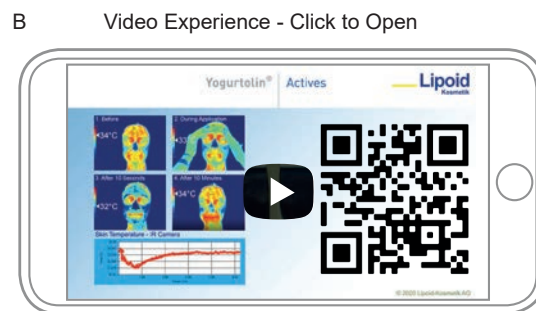 B Video Experience - Click to Open
Yogurtolin® Actives
Lipoid
Kosmetik
1. Before
34°C
2. During Application
33°
3. After 10 Seconds
32°C
4. After 10 Minutes
34°C
Skin Temperature - IR Camera
© 2020 Lipoid Kosmetik AG